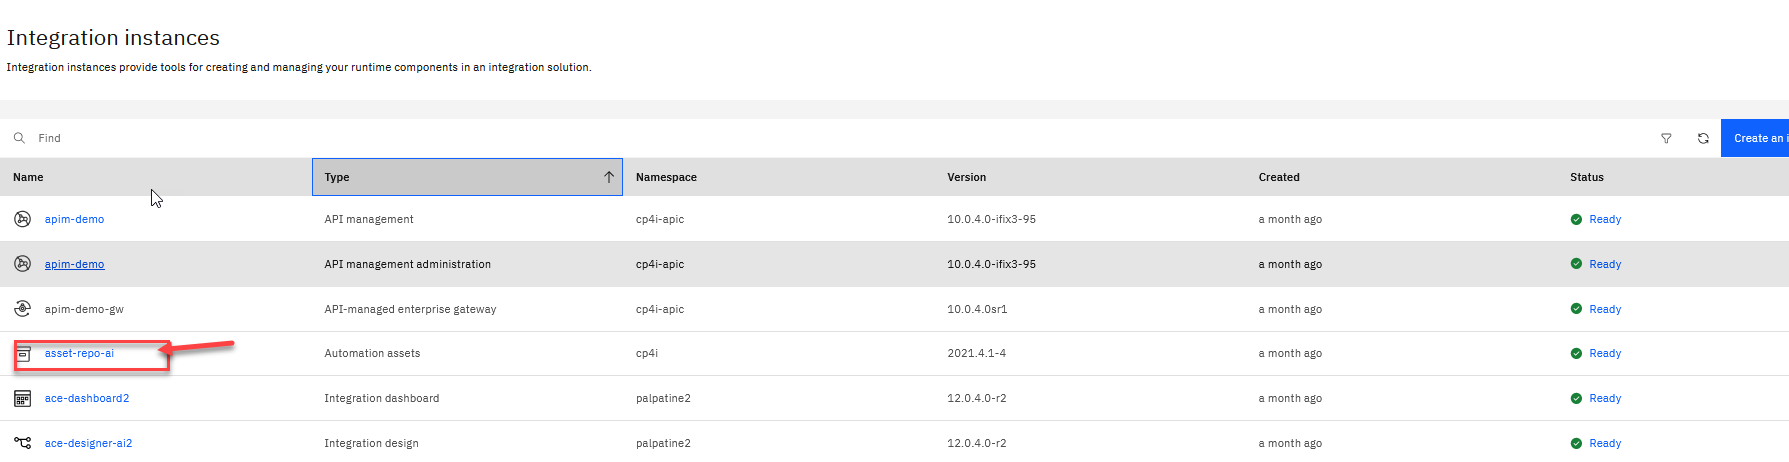 Integration instances
Integration instances provide tools for creating and managing your runtime components in an integration solution.
Find
Create an i
Name Type Namespace Version Created Status
apim-demo API management cp4i-apic 10.0.4.0-ifix3-95 a month ago Ready
apim-demo API management administration cp4i-apic 10.0.4.0-ifix3-95 a month ago Ready
apim-demo-gw API-managed enterprise gateway cp4i-apic 10.0.4.0sr1 a month ago Ready
asset-repo-ai Automation assets cp4i 2021.4.1-4 a month ago Ready
ace-dashboard2 Integration dashboard palpatine2 12.0.4.0-r2 a month ago Ready
ace-designer-ai2 Integration design palpatine2 12.0.4.0-r2 a month ago Ready